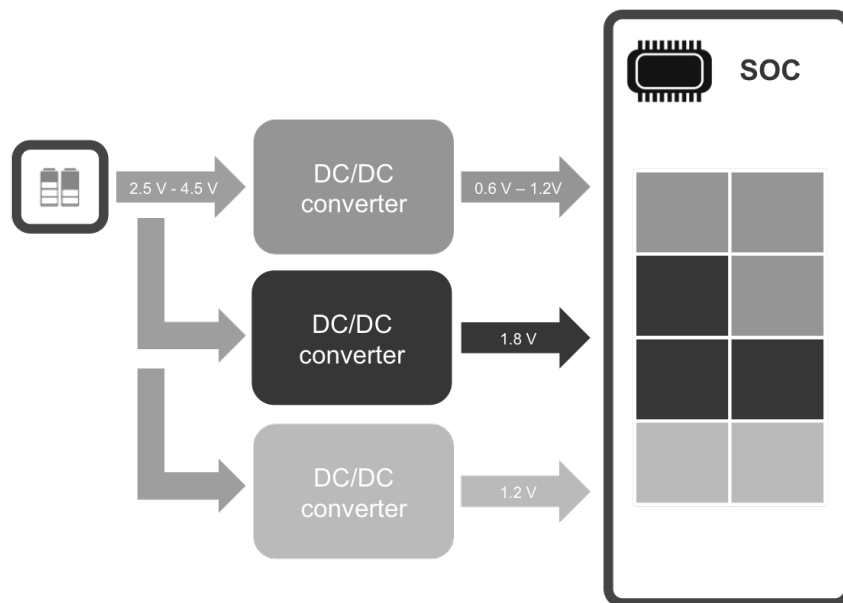 SOC
2.5 V - 4.5 V
DC/DC
converter
0.6 V – 1.2V
DC/DC
converter
1.8 V
DC/DC
converter
1.2 V